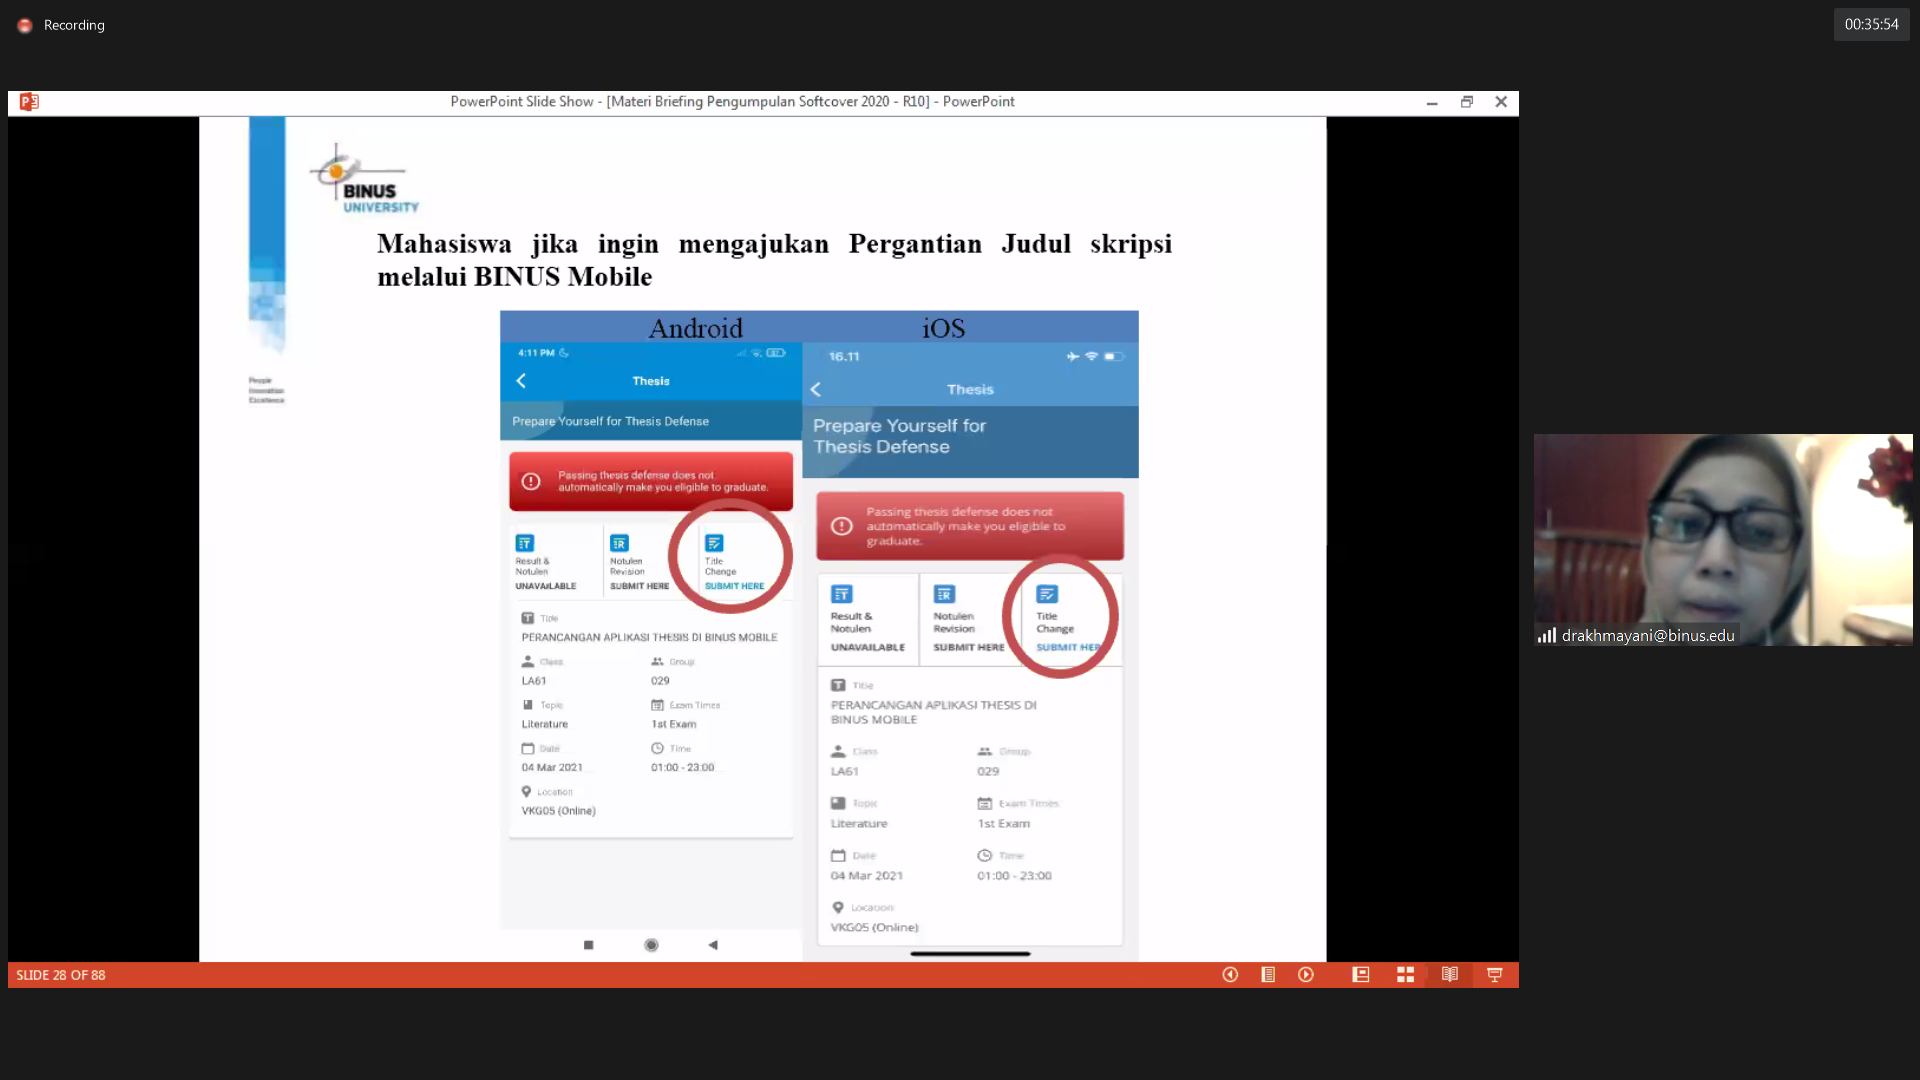 Recording
00:35:54
PowerPoint Slide Show - [Materi Briefing Pengumpulan Softcover 2020 - R10] - PowerPoint
BINUS
UNIVERSITY
People
Innovation
Excellence
Mahasiswa jika ingin mengajukan Pergantian Judul skripsi
melalui BINUS Mobile
Android
4:11 PM
Thesis
Prepare Yourself for Thesis Defense
Passing thesis defense does not
automatically make you eligible to graduate.
Result &
Notulen
UNAVAILABLE
Notulen
Revision
SUBMIT HERE
Title
Change
SUBMIT HERE
Title
PERANCANGAN APLIKASI THESIS DI BINUS MOBILE
Class
Group
LA61
029
Topic
Exam Times
Literature
1st Exam
Date
Time
04 Mar 2021
01:00 - 23:00
Location
VKG05 (Online)
iOS
16.11
Thesis
Prepare Yourself for
Thesis Defense
Passing thesis defense does not
automatically make you eligible to
graduate.
Result &
Notulen
UNAVAILABLE
Notulen
Revision
SUBMIT HERE
Title
Change
SUBMIT HER
Title
PERANCANGAN APLIKASI THESIS DI
BINUS MOBILE
Class
Group
LA61
029
Topic
Exam Times
Literature
1st Exam
Date
Time
04 Mar 2021
01:00 - 23:00
Location
VKG05 (Online)
drakhmayani@binus.edu
SLIDE 28 OF 88